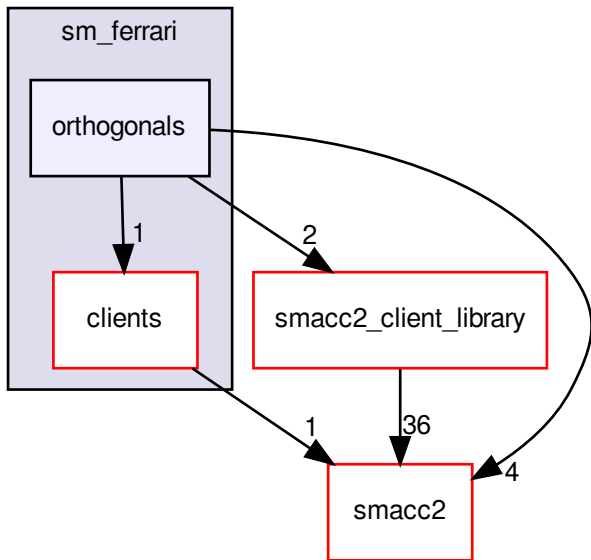 sm_ferrari
orthogonals
1
2
clients
smacc2_client_library
1
36
4
smacc2